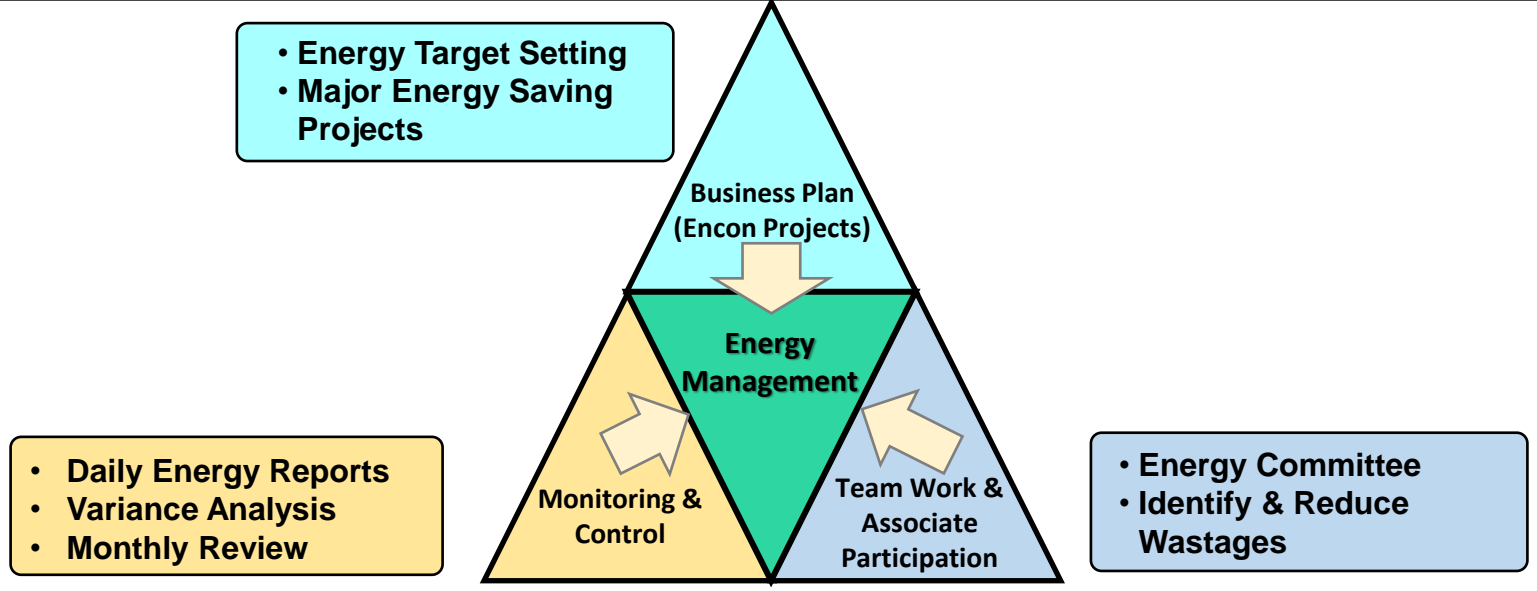 • Energy Target Setting
• Major Energy Saving
Projects
Business Plan
(Encon Projects)
Energy
Management
• Daily Energy Reports
• Variance Analysis
• Monthly Review
Monitoring &
Control
Team Work &
Associate
Participation
• Energy Committee
• Identify & Reduce
Wastages